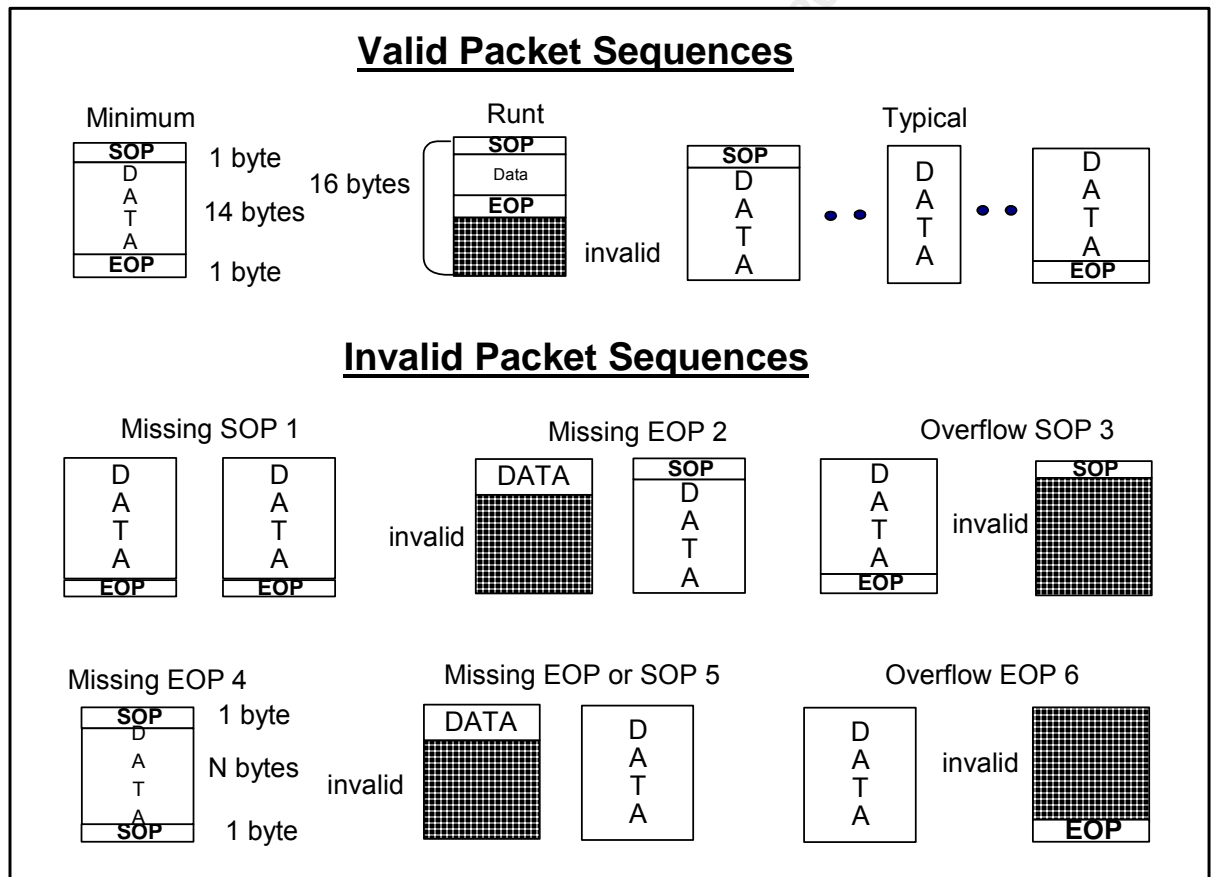 Valid Packet Sequences
Minimum
SOP
D
A
T
A
EOP
1 byte
14 bytes
1 byte
Runt
16 bytes
SOP
Data
EOP
invalid
Typical
SOP
D
A
T
A
D
A
T
A
D
A
T
A
EOP
Invalid Packet Sequences
Missing SOP 1
D
A
T
A
EOP
D
A
T
A
EOP
Missing EOP 2
invalid
DATA
SOP
D
A
T
A
Overflow SOP 3
D
A
T
A
EOP
invalid
SOP
Missing EOP 4
SOP
D
A
T
A
SOP
1 byte
N bytes
1 byte
Missing EOP or SOP 5
invalid
DATA
D
A
T
A
Overflow EOP 6
D
A
T
A
invalid
EOP